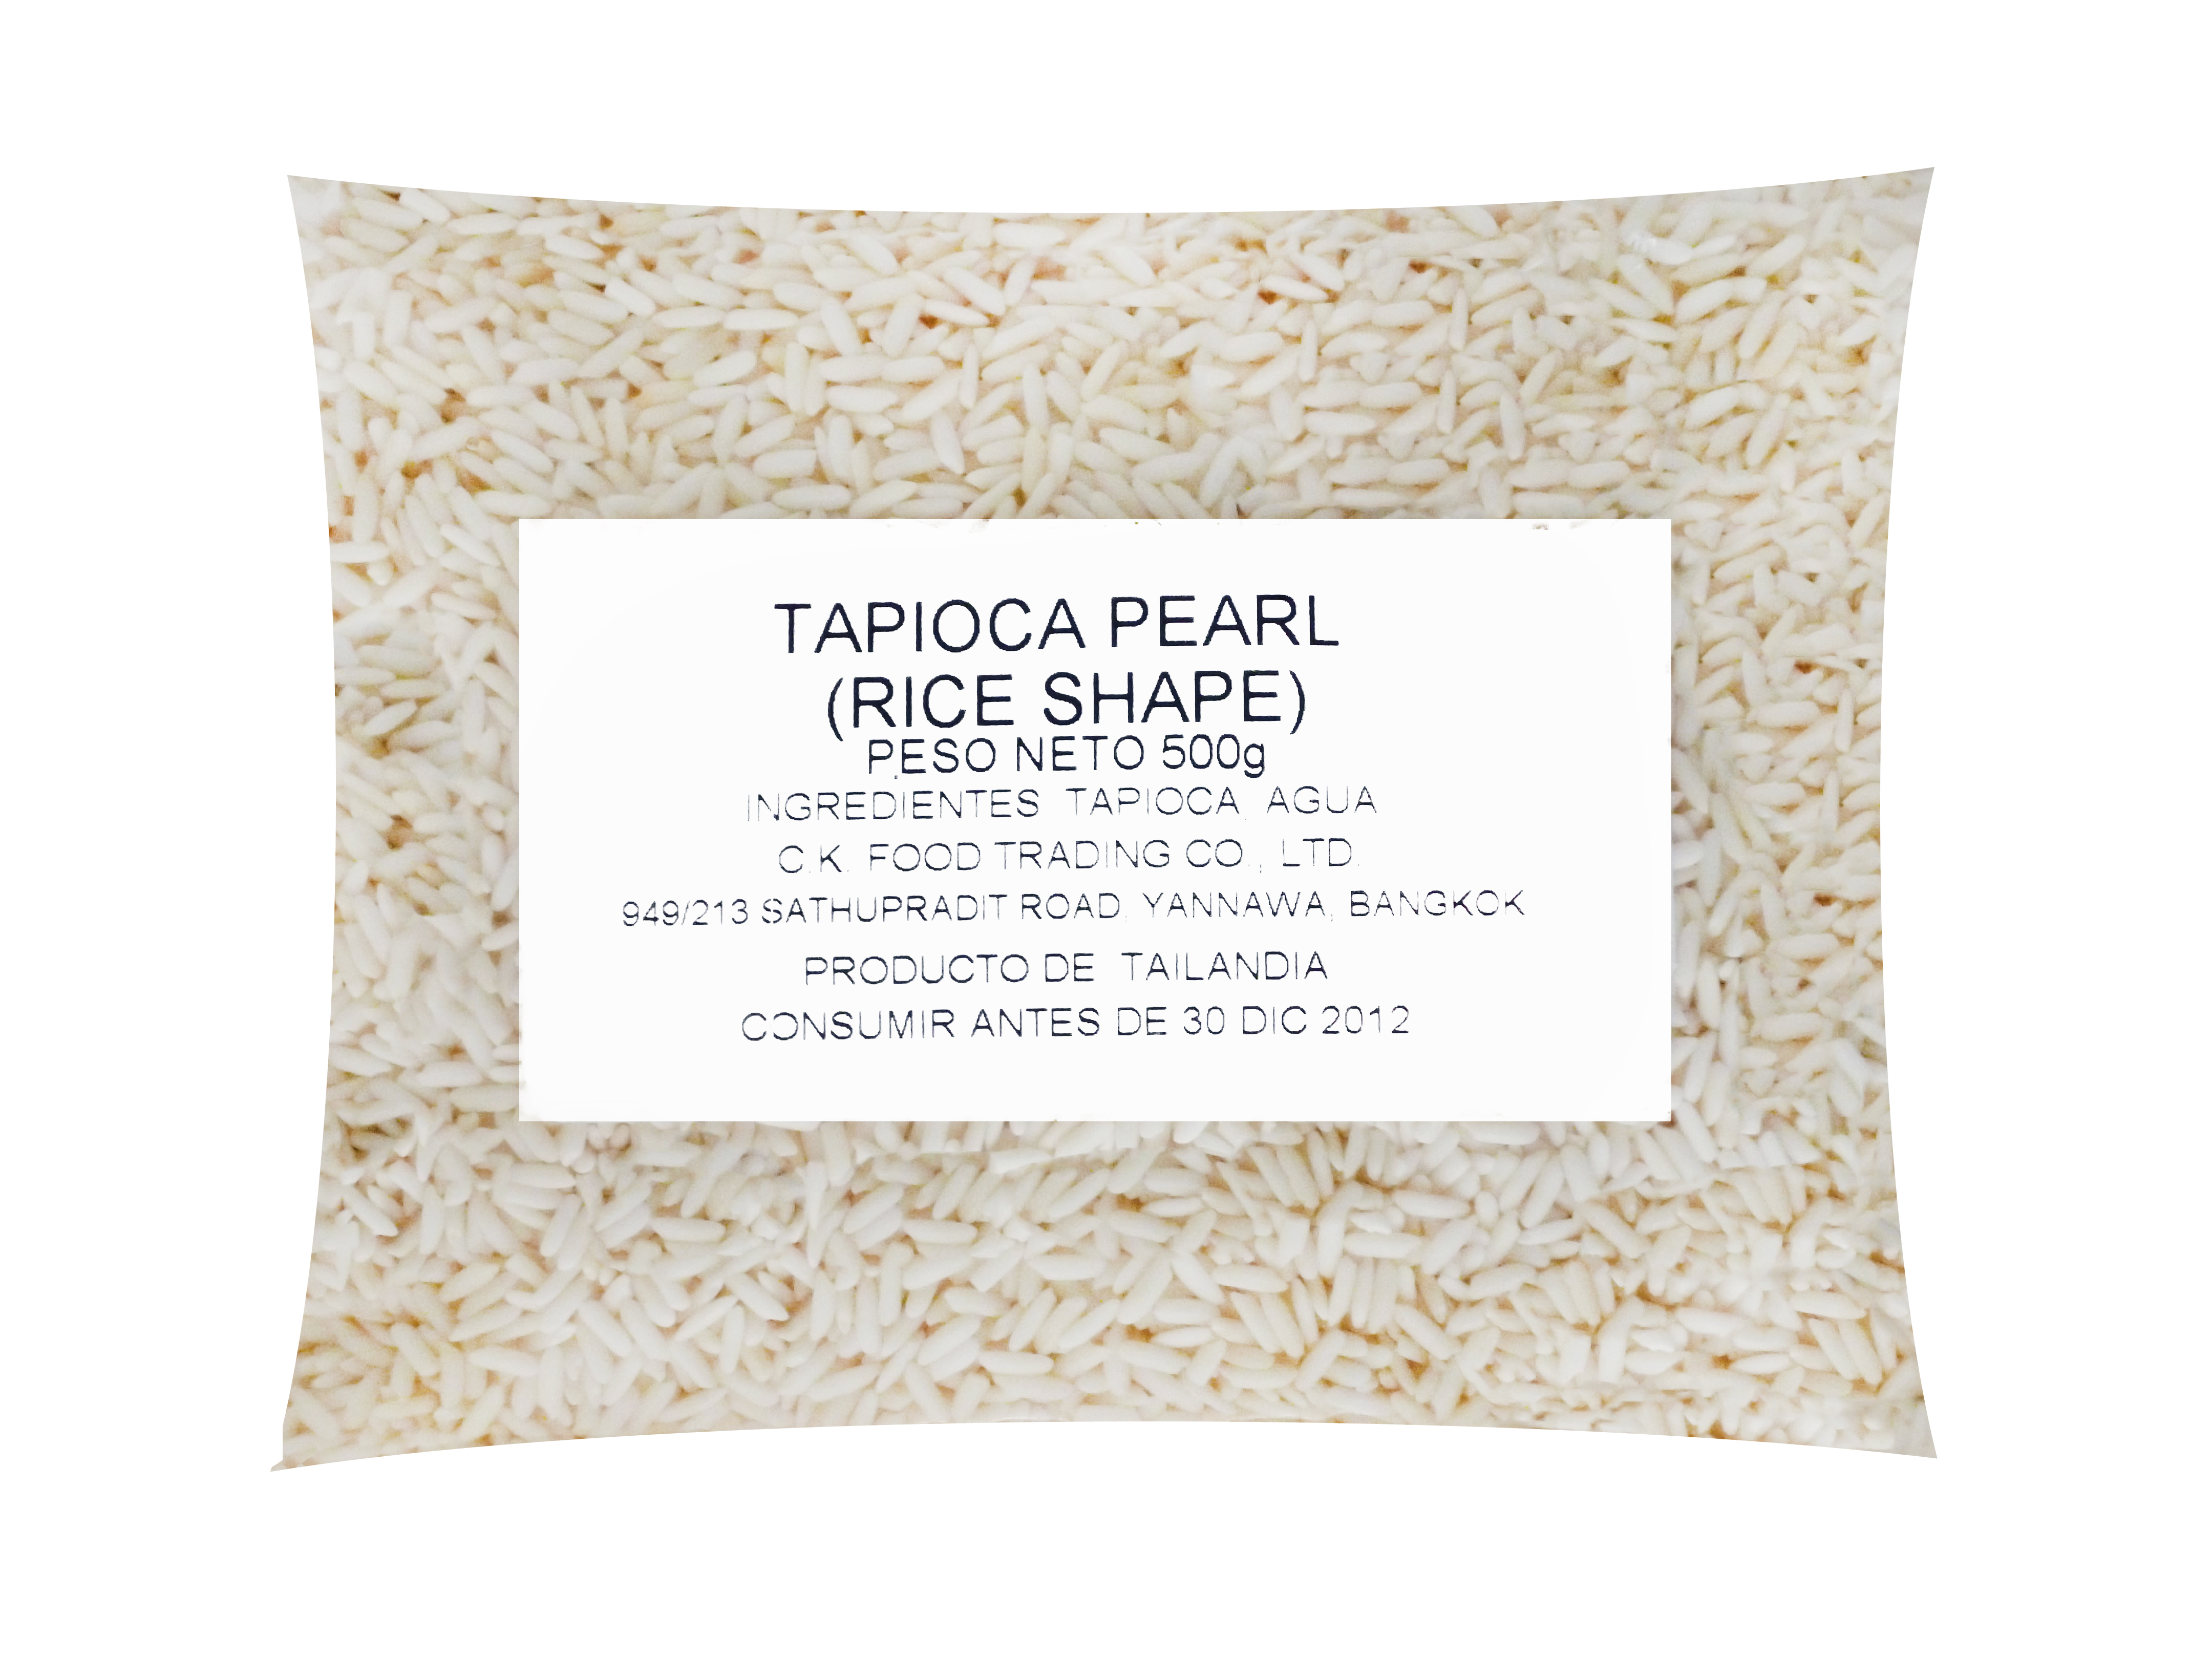 TAPIOCA PEARL
(RICE SHAPE)
PESO NETO 500g
INGREDIENTES TAPIOCA, AGUA
C.K. FOOD TRADING CO., LTD.
949/213 SATHUPRADIT ROAD, YANNAWA, BANGKOK
PRODUCTO DE TAILANDIA
CONSUMIR ANTES DE 30 DIC 2012